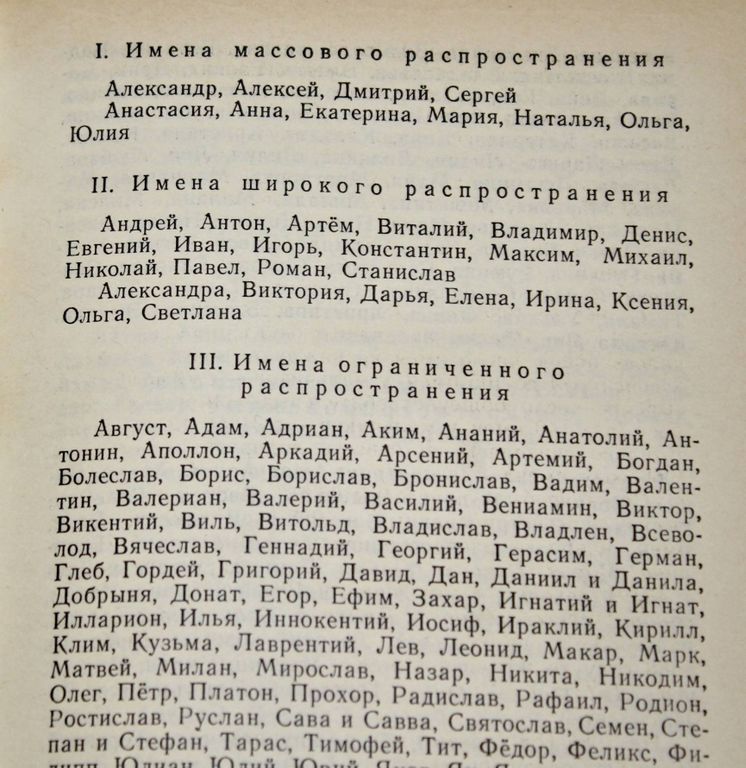 I. Имена массового распространения
Александр, Алексей, Дмитрий, Сергей
Анастасия, Анна, Екатерина, Мария, Наталья, Ольга,
Юлия
II. Имена широкого распространения
Андрей, Антон, Артём, Виталий, Владимир, Денис,
Евгений, Иван, Игорь, Константин, Максим, Михаил,
Николай, Павел, Роман, Станислав
Александра, Виктория, Дарья, Елена, Ирина, Ксения,
Ольга, Светлана
III. Имена ограниченного
распространения
Август, Адам, Адриан, Аким, Ананий, Анатолий, Ан-
тонин, Аполлон, Аркадий, Арсений, Артемий, Богдан,
Болеслав, Борис, Борислав, Бронислав, Вадим, Вален-
тин, Валериан, Валерий, Василий, Вениамин, Виктор,
Викентий, Виль, Витольд, Владислав, Владлен, Всево-
лод, Вячеслав, Геннадий, Георгий, Герасим, Герман,
Глеб, Гордей, Григорий, Давид, Дан, Даниил и Данила,
Добрыня, Донат, Егор, Ефим, Захар, Игнатий и Игнат,
Илларион, Илья, Иннокентий, Иосиф, Ираклий, Кирилл,
Клим, Кузьма, Лаврентий, Лев, Леонид, Макар, Марк,
Матвей, Милан, Мирослав, Назар, Никита, Никодим,
Олег, Пётр, Платон, Прохор, Радислав, Рафаил, Родион,
Ростислав, Руслан, Сава и Савва, Святослав, Семен, Сте-
пан и Стефан, Тарас, Тимофей, Тит, Фёдор, Феликс, Фи-
липп, Юлиан, Юлий, Юрий,